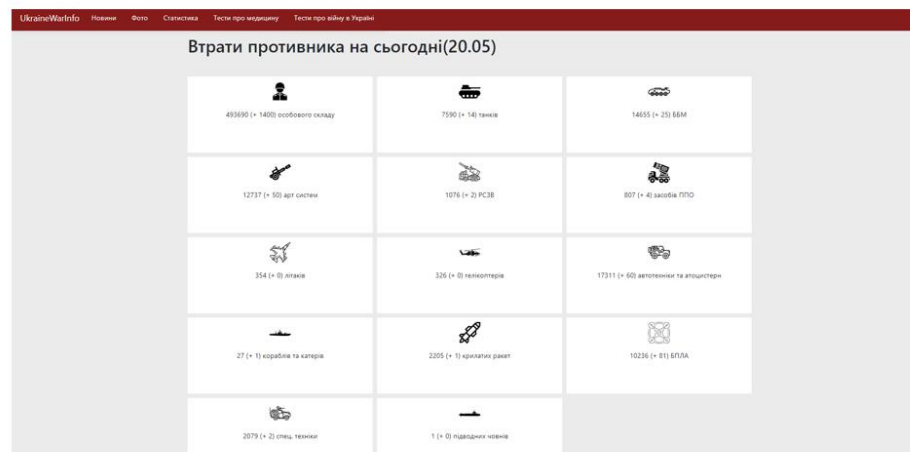 UkraineWarInfo Новини Фото Статистика Тести про медицину Тести про війну в Україні
Втрати противника на сьогодні(20.05)
493690 (+ 1400) особового складу
7590 (+ 14) танків
14655 (+ 25) ББМ
12737 (+ 50) арт систем
1076 (+ 2) РСЗВ
807 (+ 4) засобів ППО
354 (+ 0) літаків
326 (+ 0) гелікоптерів
17311 (+ 60) автотехніки та атоцистерн
27 (+ 1) кораблів та катерів
2205 (+ 1) крилатих ракет
10236 (+ 81) БПЛА
2079 (+ 2) спец. техніки
1 (+ 0) підводних човнів